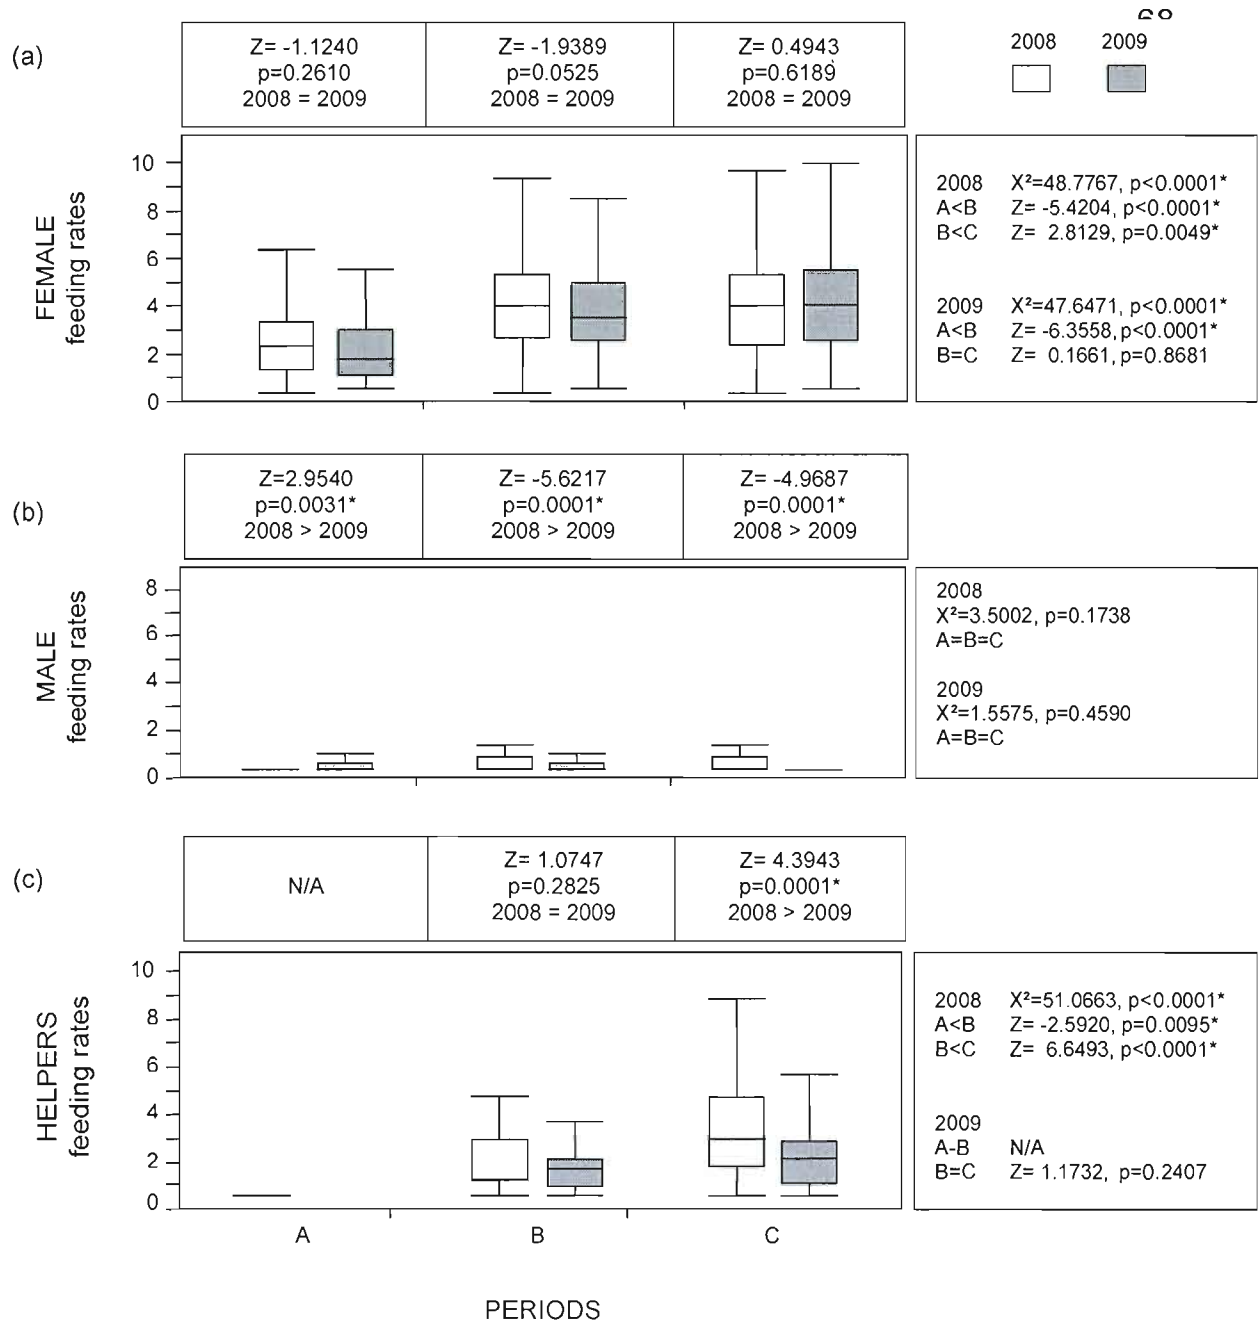 (a)
Z= -1.1240
p=0.2610
2008 = 2009
Z= -1.9389
p=0.0525
2008 = 2009
Z= 0.4943
p=0.6189
2008 = 2009
2008 2009
FEMALE
feeding rates
10
8
6
4
2
0
2008 X²=48.7767, p<0.0001*
A<B Z= -5.4204, p<0.0001*
B<C Z= 2.8129, p=0.0049*
2009 X²=47.6471, p<0.0001*
A<B Z= -6.3558, p<0.0001*
B=C Z= 0.1661, p=0.8681
(b)
Z=2.9540
p=0.0031*
2008 > 2009
Z= -5.6217
p=0.0001*
2008 > 2009
Z= -4.9687
p=0.0001*
2008 > 2009
MALE
feeding rates
8
6
4
2
0
2008
X²=3.5002, p=0.1738
A=B=C
2009
X²=1.5575, p=0.4590
A=B=C
(c)
N/A
Z= 1.0747
p=0.2825
2008 = 2009
Z= 4.3943
p=0.0001*
2008 > 2009
HELPERS
feeding rates
10
8
6
4
2
0
2008 X²=51.0663, p<0.0001*
A<B Z= -2.5920, p=0.0095*
B<C Z= 6.6493, p<0.0001*
2009
A-B N/A
B=C Z= 1.1732, p=0.2407
A B C
PERIODS